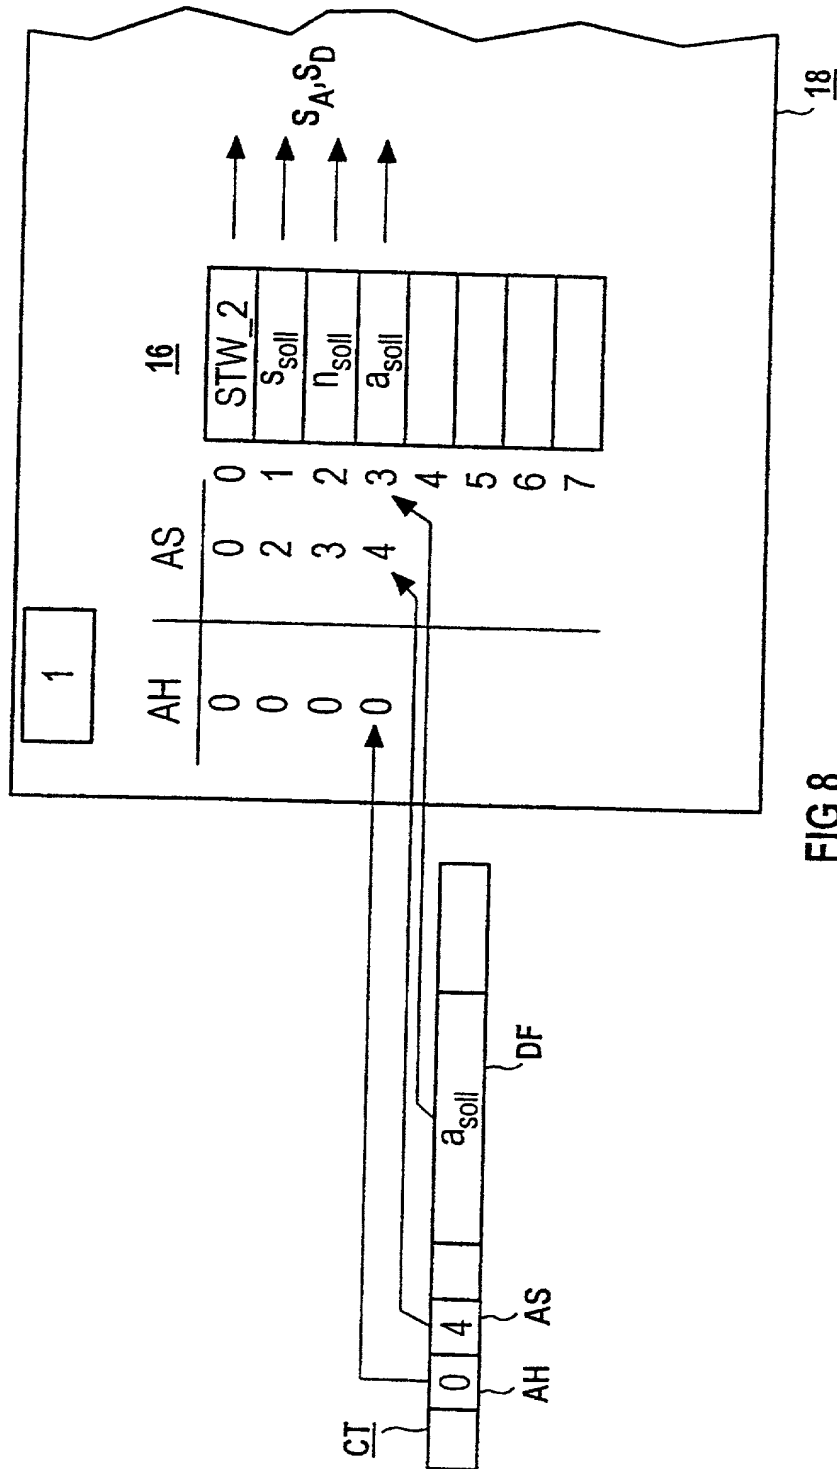 1
16
S_A, S_D
AH AS
0 0 0 STW_2
0 2 1 s_soll
0 3 2 n_soll
0 4 3 a_soll
4
5
6
7
18
CT
0 4 a_soll
AH AS DF
FIG 8